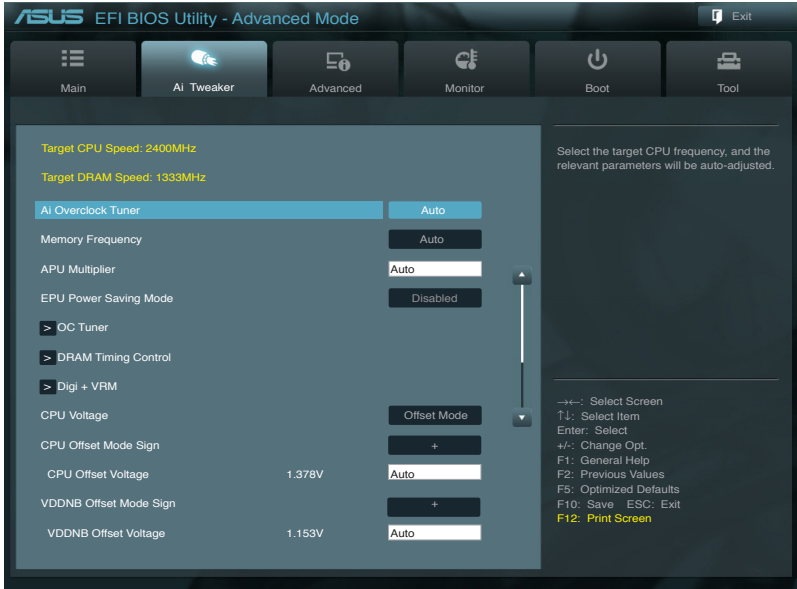 ASUS EFI BIOS Utility - Advanced Mode
Exit
Main
Ai Tweaker
Advanced
Monitor
Boot
Tool
Target CPU Speed: 2400MHz
Target DRAM Speed: 1333MHz
Ai Overclock Tuner Auto
Memory Frequency Auto
APU Multiplier Auto
EPU Power Saving Mode Disabled
> OC Tuner
> DRAM Timing Control
> Digi + VRM
CPU Voltage Offset Mode
CPU Offset Mode Sign +
CPU Offset Voltage 1.378V Auto
VDDNB Offset Mode Sign +
VDDNB Offset Voltage 1.153V Auto
Select the target CPU frequency, and the
relevant parameters will be auto-adjusted.
→←: Select Screen
↑↓: Select Item
Enter: Select
+/-: Change Opt.
F1: General Help
F2: Previous Values
F5: Optimized Defaults
F10: Save ESC: Exit
F12: Print Screen